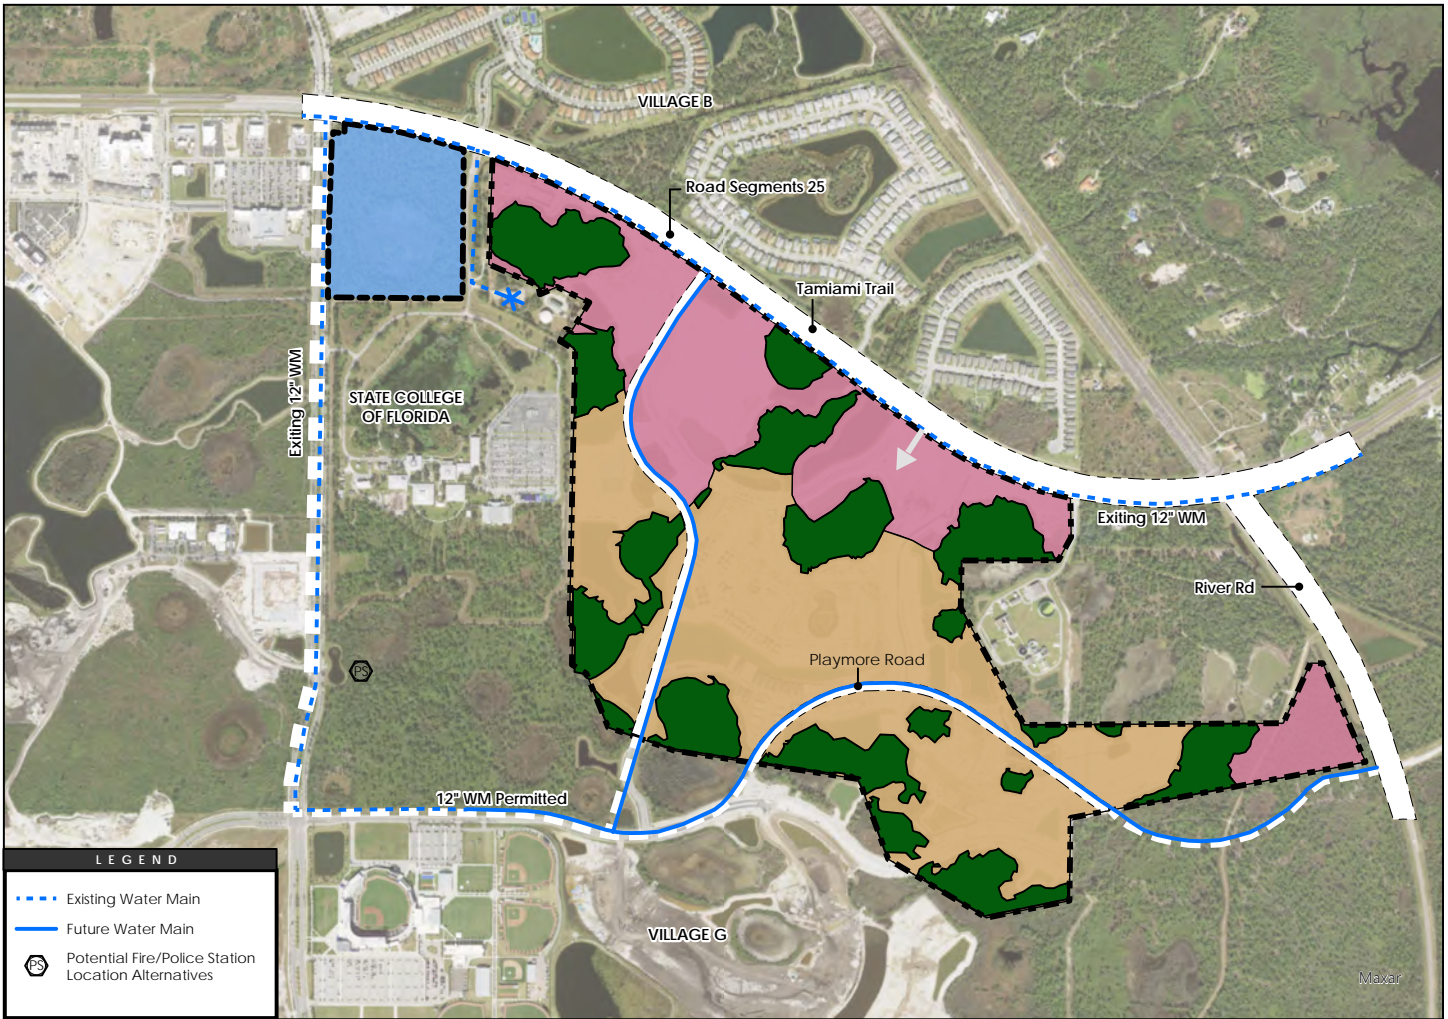 VILLAGE B
Road Segments 25
Tamiami Trail
Exiting 12" WM
STATE COLLEGE
OF FLORIDA
Exiting 12" WM
River Rd
Playmore Road
PS
12" WM Permitted
VILLAGE G
LEGEND
Existing Water Main
Future Water Main
PS
Potential Fire/Police Station
Location Alternatives
Maxar